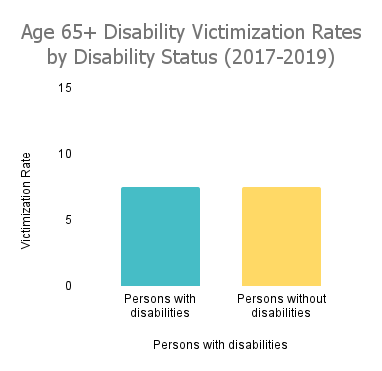 Age 65+ Disability Victimization Rates
by Disability Status (2017-2019)
15
10
5
0
Victimization Rate
Persons with
disabilities
Persons without
disabilities
Persons with disabilities